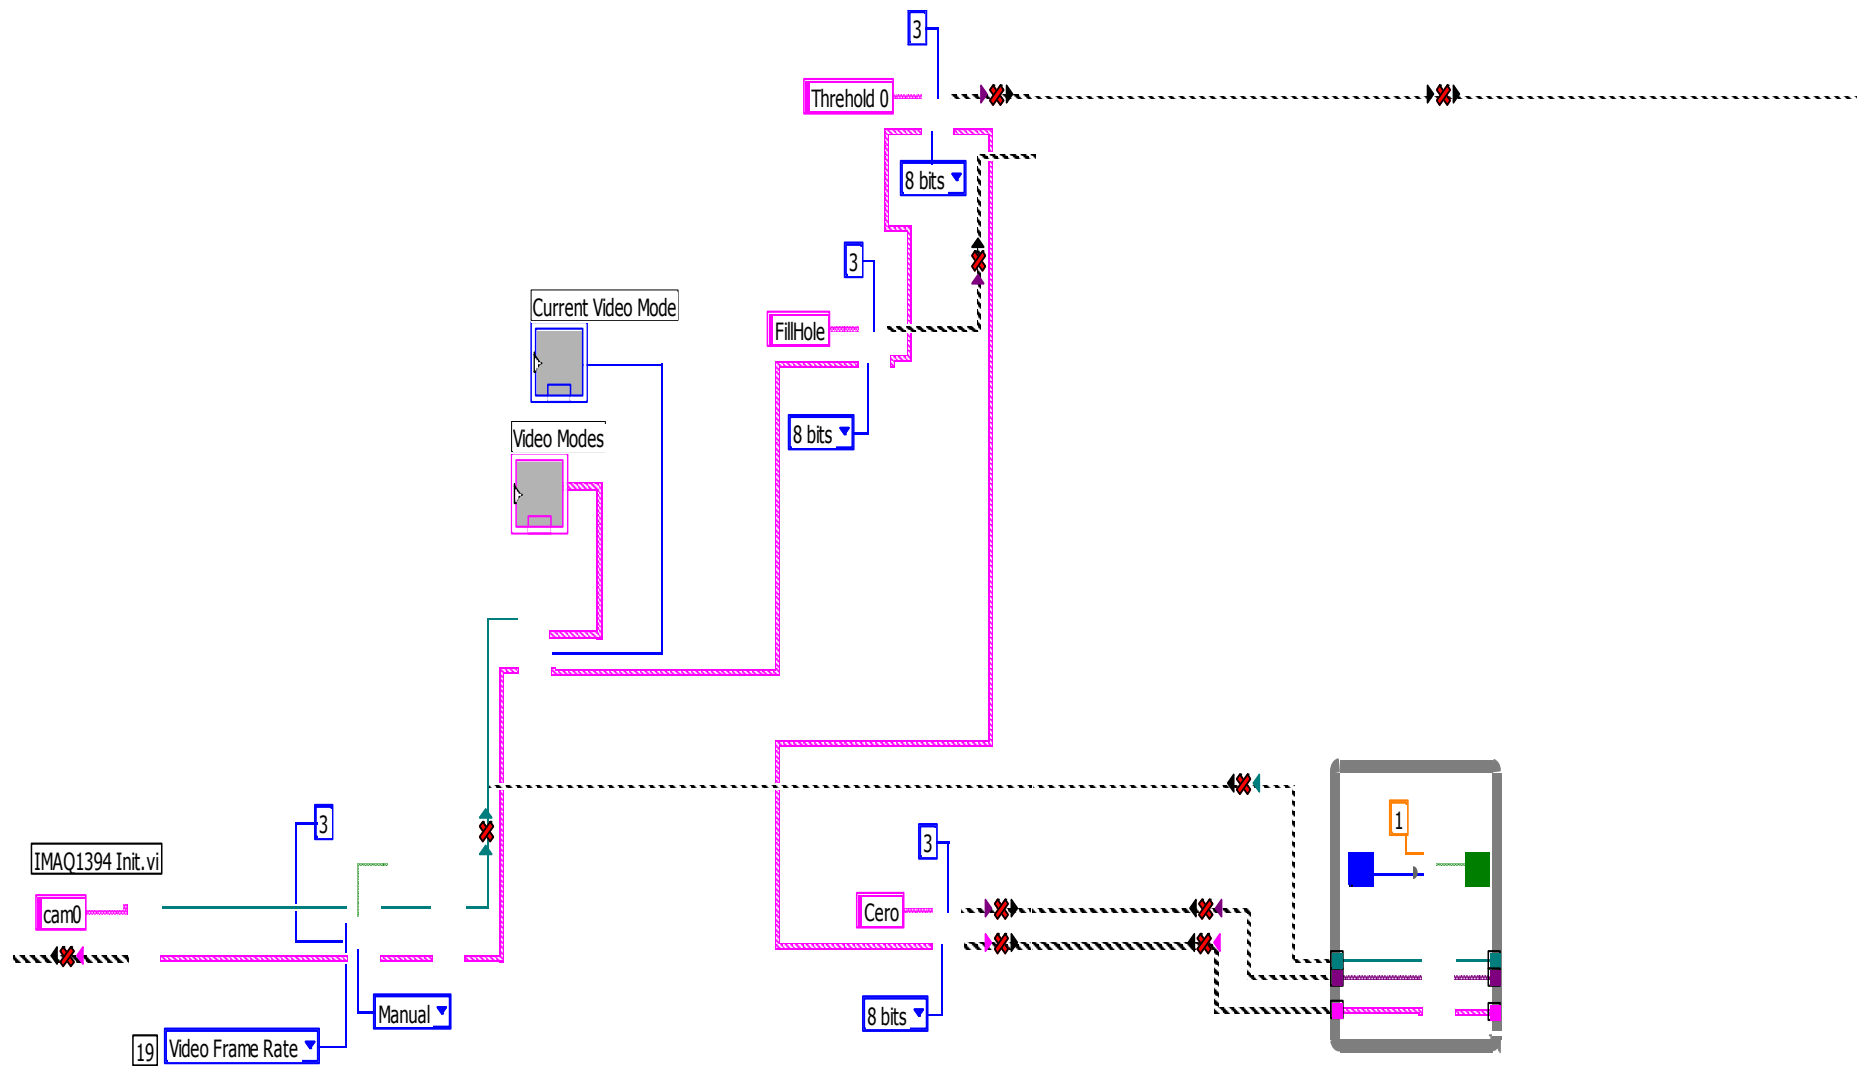 3
Threhold 0
8 bits
3
Current Video Mode
FillHole
8 bits
Video Modes
3
1
3
IMAQ1394 Init.vi
cam0
Cero
Manual
8 bits
19
Video Frame Rate